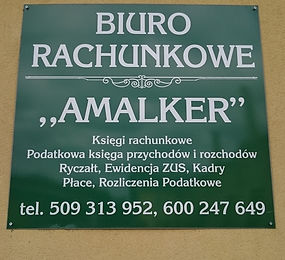 BIURO
RACHUNKOWE
,,AMALKER”
Księgi rachunkowe
Podatkowa księga przychodów i rozchodów
Ryczałt, Ewidencja ZUS, Kadry
Płace, Rozliczenia Podatkowe
tel. 509 313 952, 600 247 649